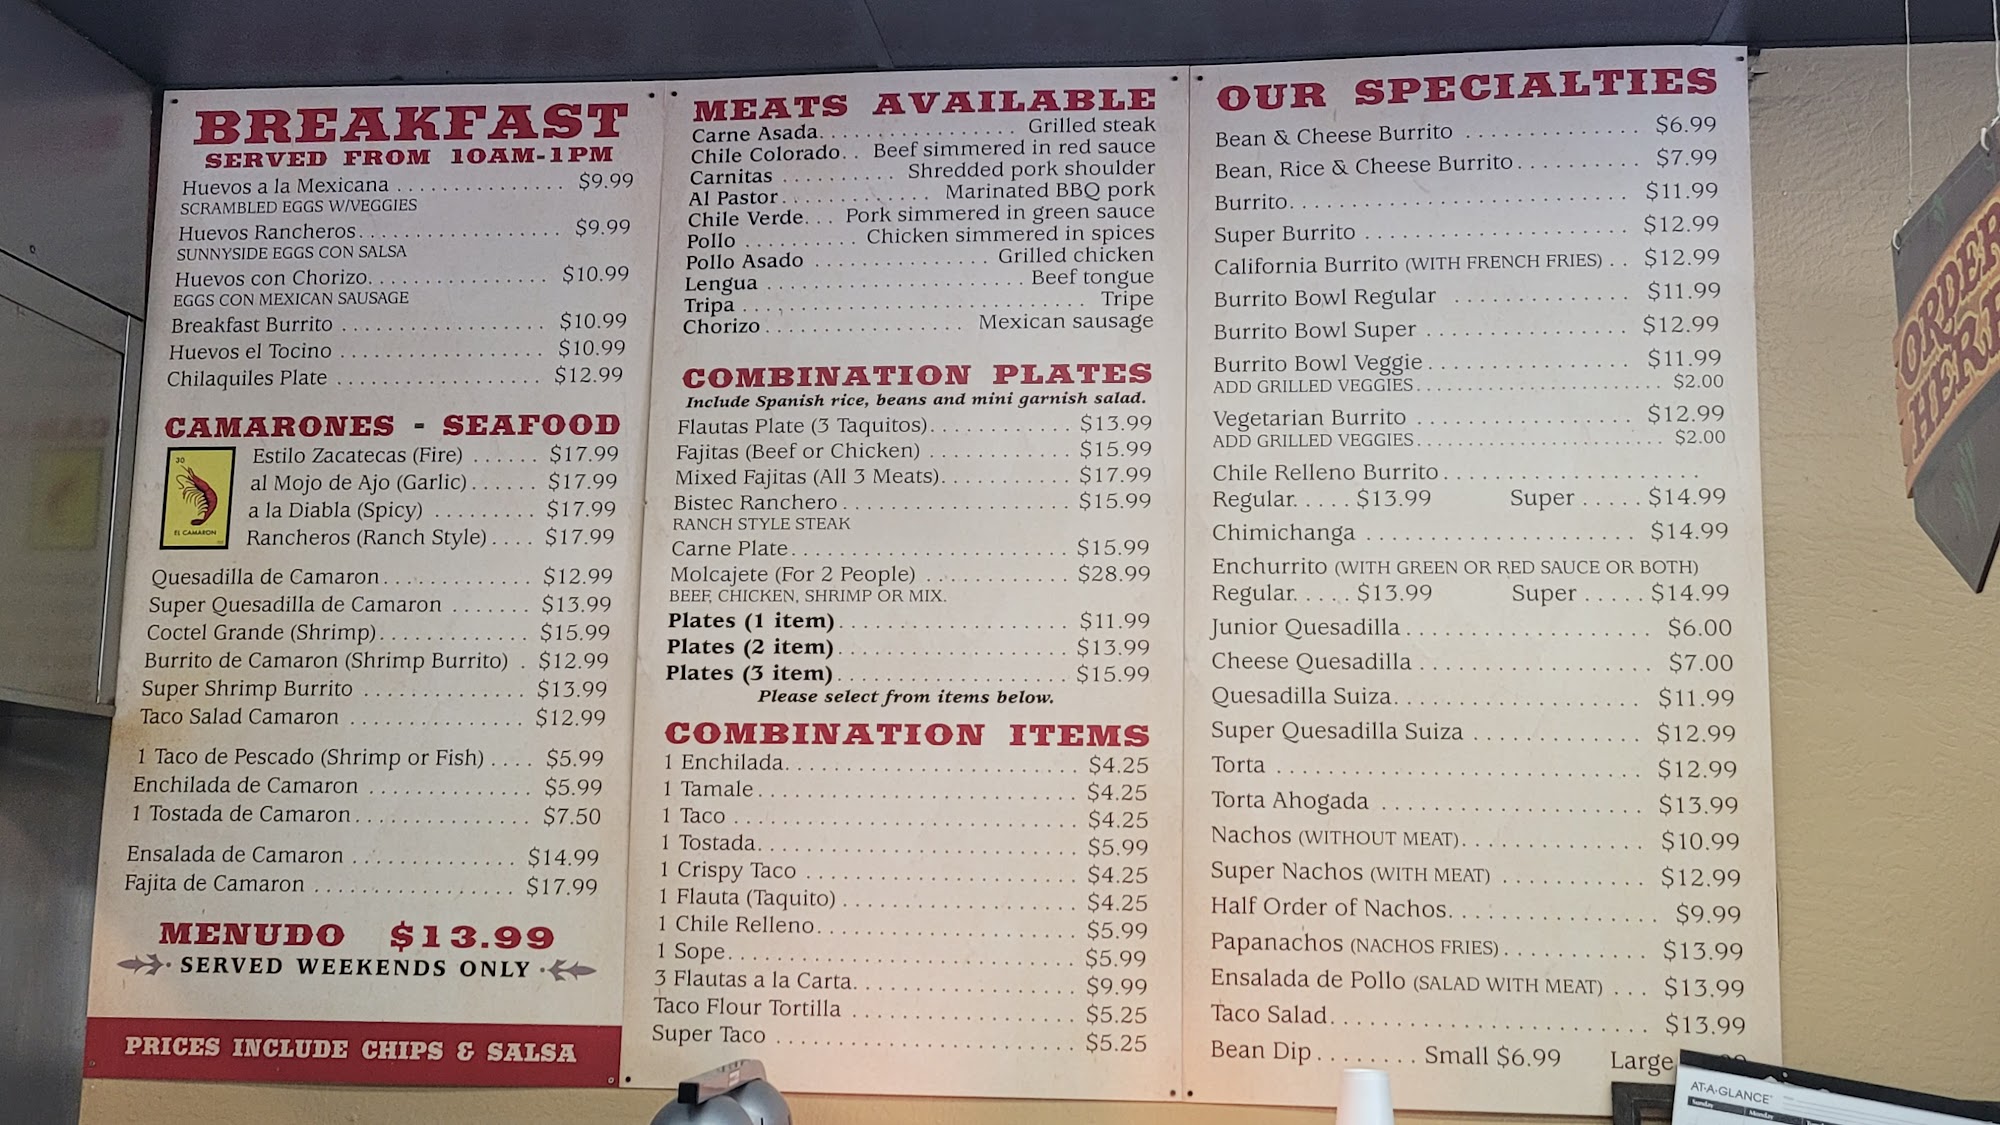 BREAKFAST
SERVED FROM 10AM-1PM
Huevos a la Mexicana . . . . . . . . . . . . . . . $9.99
SCRAMBLED EGGS W/VEGGIES
Huevos Rancheros. . . . . . . . . . . . . . . . . . $9.99
SUNNYSIDE EGGS CON SALSA
Huevos con Chorizo. . . . . . . . . . . . . . . . $10.99
EGGS CON MEXICAN SAUSAGE
Breakfast Burrito . . . . . . . . . . . . . . . . . . $10.99
Huevos el Tocino . . . . . . . . . . . . . . . . . . $10.99
Chilaquiles Plate . . . . . . . . . . . . . . . . . . $12.99
CAMARONES - SEAFOOD
30
EL CAMARON
Estilo Zacatecas (Fire) . . . . . . $17.99
al Mojo de Ajo (Garlic). . . . . . $17.99
a la Diabla (Spicy) . . . . . . . . . $17.99
Rancheros (Ranch Style). . . . $17.99
Quesadilla de Camaron. . . . . . . . . . . . . $12.99
Super Quesadilla de Camaron . . . . . . . $13.99
Coctel Grande (Shrimp). . . . . . . . . . . . . $15.99
Burrito de Camaron (Shrimp Burrito) . $12.99
Super Shrimp Burrito . . . . . . . . . . . . . . $13.99
Taco Salad Camaron . . . . . . . . . . . . . . . $12.99
1 Taco de Pescado (Shrimp or Fish) . . . . $5.99
Enchilada de Camaron . . . . . . . . . . . . . . $5.99
1 Tostada de Camaron. . . . . . . . . . . . . . . $7.50
Ensalada de Camaron . . . . . . . . . . . . . . $14.99
Fajita de Camaron . . . . . . . . . . . . . . . . . $17.99
MENUDO $13.99
SERVED WEEKENDS ONLY
PRICES INCLUDE CHIPS & SALSA
MEATS AVAILABLE
Carne Asada. . . . . . . . . . . . . . . . . Grilled steak
Chile Colorado. . Beef simmered in red sauce
Carnitas . . . . . . . . . . Shredded pork shoulder
Al Pastor. . . . . . . . . . . . . Marinated BBQ pork
Chile Verde. . . Pork simmered in green sauce
Pollo . . . . . . . . . . Chicken simmered in spices
Pollo Asado . . . . . . . . . . . . . . . Grilled chicken
Lengua . . . . . . . . . . . . . . . . . . . . . . Beef tongue
Tripa . . . . . . . . . . . . . . . . . . . . . . . . . . . . . . Tripe
Chorizo . . . . . . . . . . . . . . . . . Mexican sausage
COMBINATION PLATES
Include Spanish rice, beans and mini garnish salad.
Flautas Plate (3 Taquitos). . . . . . . . . . . . $13.99
Fajitas (Beef or Chicken) . . . . . . . . . . . . $15.99
Mixed Fajitas (All 3 Meats). . . . . . . . . . . $17.99
Bistec Ranchero . . . . . . . . . . . . . . . . . . . . $15.99
RANCH STYLE STEAK
Carne Plate. . . . . . . . . . . . . . . . . . . . . . . . $15.99
Molcajete (For 2 People) . . . . . . . . . . . . . $28.99
BEEF, CHICKEN, SHRIMP OR MIX.
Plates (1 item). . . . . . . . . . . . . . . . . . . . $11.99
Plates (2 item). . . . . . . . . . . . . . . . . . . . $13.99
Plates (3 item). . . . . . . . . . . . . . . . . . . . $15.99
Please select from items below.
COMBINATION ITEMS
1 Enchilada. . . . . . . . . . . . . . . . . . . . . . . . . . $4.25
1 Tamale. . . . . . . . . . . . . . . . . . . . . . . . . . . . $4.25
1 Taco . . . . . . . . . . . . . . . . . . . . . . . . . . . . . . $4.25
1 Tostada. . . . . . . . . . . . . . . . . . . . . . . . . . . . $5.99
1 Crispy Taco . . . . . . . . . . . . . . . . . . . . . . . . $4.25
1 Flauta (Taquito) . . . . . . . . . . . . . . . . . . . . . $4.25
1 Chile Relleno. . . . . . . . . . . . . . . . . . . . . . . $5.99
1 Sope. . . . . . . . . . . . . . . . . . . . . . . . . . . . . . $5.99
3 Flautas a la Carta. . . . . . . . . . . . . . . . . . . . $9.99
Taco Flour Tortilla . . . . . . . . . . . . . . . . . . . . $5.25
Super Taco . . . . . . . . . . . . . . . . . . . . . . . . . . $5.25
OUR SPECIALTIES
Bean & Cheese Burrito . . . . . . . . . . . . . . $6.99
Bean, Rice & Cheese Burrito. . . . . . . . . . $7.99
Burrito. . . . . . . . . . . . . . . . . . . . . . . . . . . . $11.99
Super Burrito . . . . . . . . . . . . . . . . . . . . . . $12.99
California Burrito (WITH FRENCH FRIES) . . $12.99
Burrito Bowl Regular . . . . . . . . . . . . . . $11.99
Burrito Bowl Super . . . . . . . . . . . . . . . . . $12.99
Burrito Bowl Veggie . . . . . . . . . . . . . . . . . $11.99
ADD GRILLED VEGGIES. . . . . . . . . . . . . . . . . . . . . . $2.00
Vegetarian Burrito . . . . . . . . . . . . . . . . . . $12.99
ADD GRILLED VEGGIES. . . . . . . . . . . . . . . . . . . . . . $2.00
Chile Relleno Burrito . . . . . . . . . . . . . . . . . . . . .
Regular. . . . . $13.99 Super . . . . . $14.99
Chimichanga . . . . . . . . . . . . . . . . . . . . . . $14.99
Enchurrito (WITH GREEN OR RED SAUCE OR BOTH)
Regular. . . . . $13.99 Super . . . . . $14.99
Junior Quesadilla . . . . . . . . . . . . . . . . . . . . $6.00
Cheese Quesadilla . . . . . . . . . . . . . . . . . . . $7.00
Quesadilla Suiza. . . . . . . . . . . . . . . . . . . . $11.99
Super Quesadilla Suiza . . . . . . . . . . . . . . $12.99
Torta . . . . . . . . . . . . . . . . . . . . . . . . . . . . . . $12.99
Torta Ahogada . . . . . . . . . . . . . . . . . . . . . $13.99
Nachos (WITHOUT MEAT). . . . . . . . . . . . . . . $10.99
Super Nachos (WITH MEAT) . . . . . . . . . . . . $12.99
Half Order of Nachos. . . . . . . . . . . . . . . . . $9.99
Papanachos (NACHOS FRIES). . . . . . . . . . . . $13.99
Ensalada de Pollo (SALAD WITH MEAT) . . . $13.99
Taco Salad. . . . . . . . . . . . . . . . . . . . . . . . . . $13.99
Bean Dip . . . . . . . . Small $6.99 Large
ORDER
HERE
AT-A-GLANCE
Sunday Monday